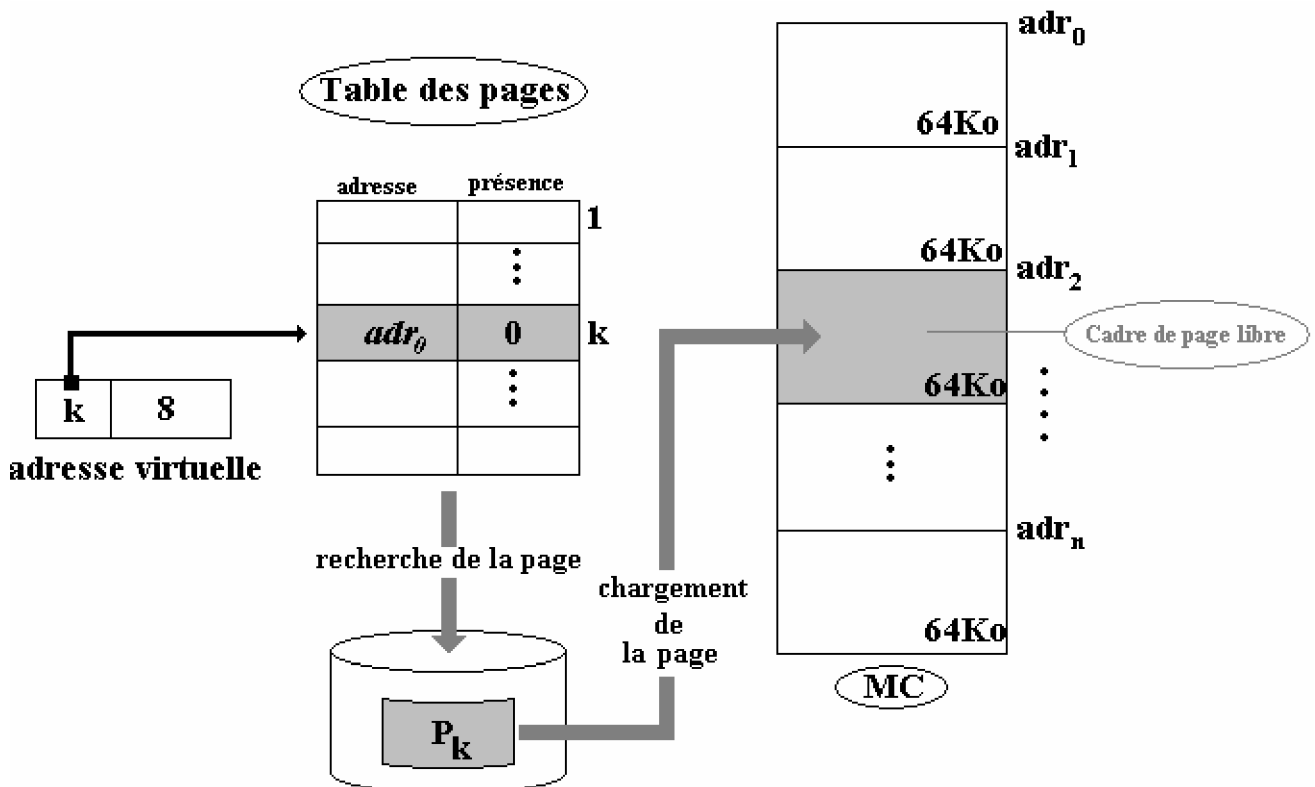 Table des pages
adresse présence
1
adr₀ 0 k
k 8
adresse virtuelle
recherche de la page
Pₖ
chargement
de
la page
adr₀
64Ko
adr₁
64Ko
adr₂
Cadre de page libre
64Ko
adrₙ
64Ko
MC